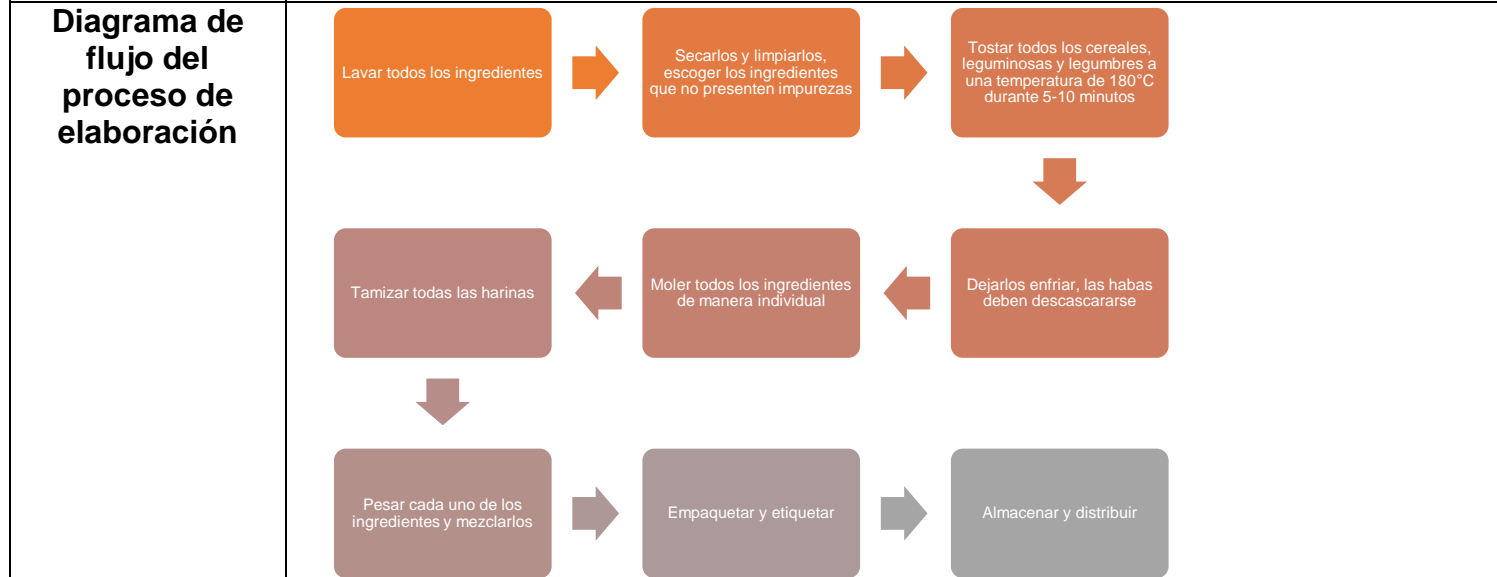 Diagrama de
flujo del
proceso de
elaboración
Lavar todos los ingredientes
Secarlos y limpiarlos,
escoger los ingredientes
que no presenten impurezas
Tostar todos los cereales,
leguminosas y legumbres a
una temperatura de 180°C
durante 5-10 minutos
Dejarlos enfriar, las habas
deben descascararse
Moler todos los ingredientes
de manera individual
Tamizar todas las harinas
Pesar cada uno de los
ingredientes y mezclarlos
Empaquetar y etiquetar
Almacenar y distribuir